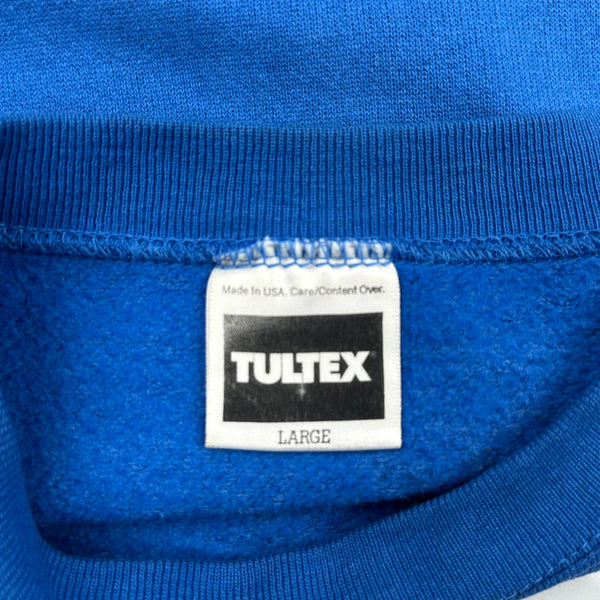 Made in USA. Care/Content Over.
TULTEX
LARGE